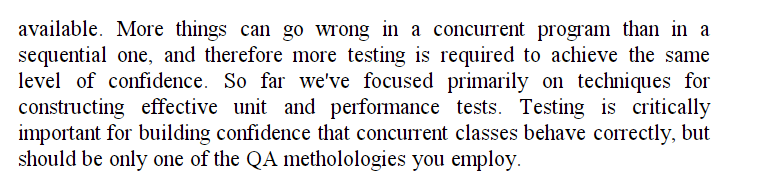 available. More things can go wrong in a concurrent program than in a
sequential one, and therefore more testing is required to achieve the same
level of confidence. So far we've focused primarily on techniques for
constructing effective unit and performance tests. Testing is critically
important for building confidence that concurrent classes behave correctly, but
should be only one of the QA metholologies you employ.